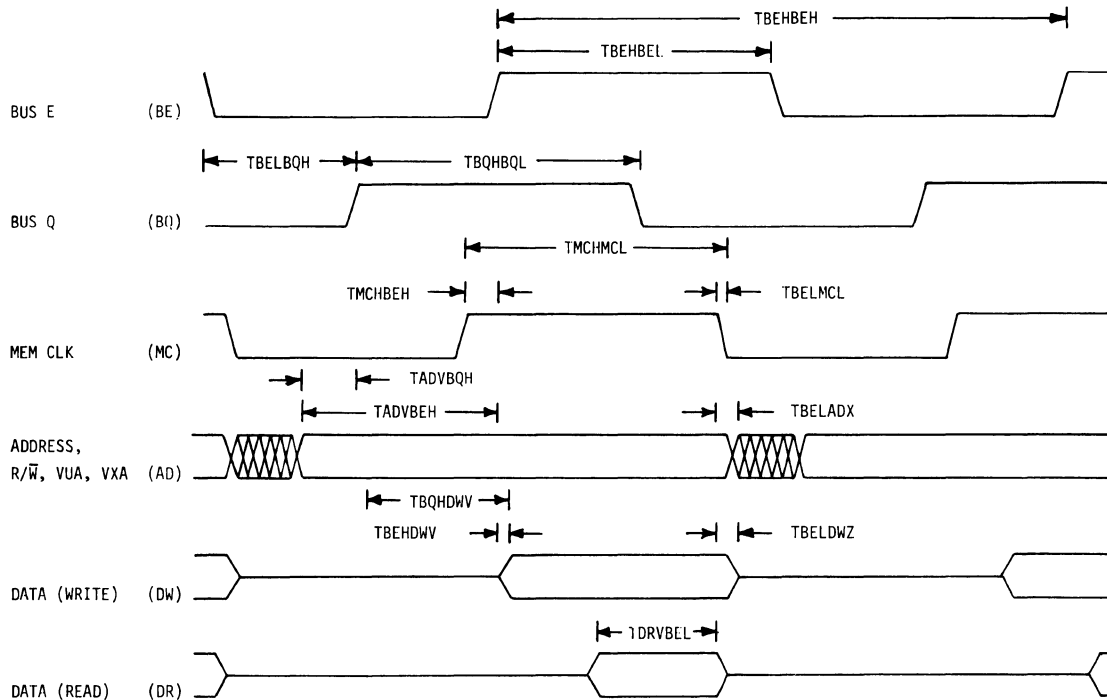 TBEHBEH
TBEHBEL
BUS E (BE)
TBELBQH TBQHBQL
BUS Q (BQ)
TMCHMCL
TMCHBEH TBELMCL
MEM CLK (MC)
TADVBQH
TADVBEH TBELADX
ADDRESS,
R/W̅, VUA, VXA (AD)
TBQHDWV
TBEHDWV TBELDWZ
DATA (WRITE) (DW)
TDRVBEL
DATA (READ) (DR)